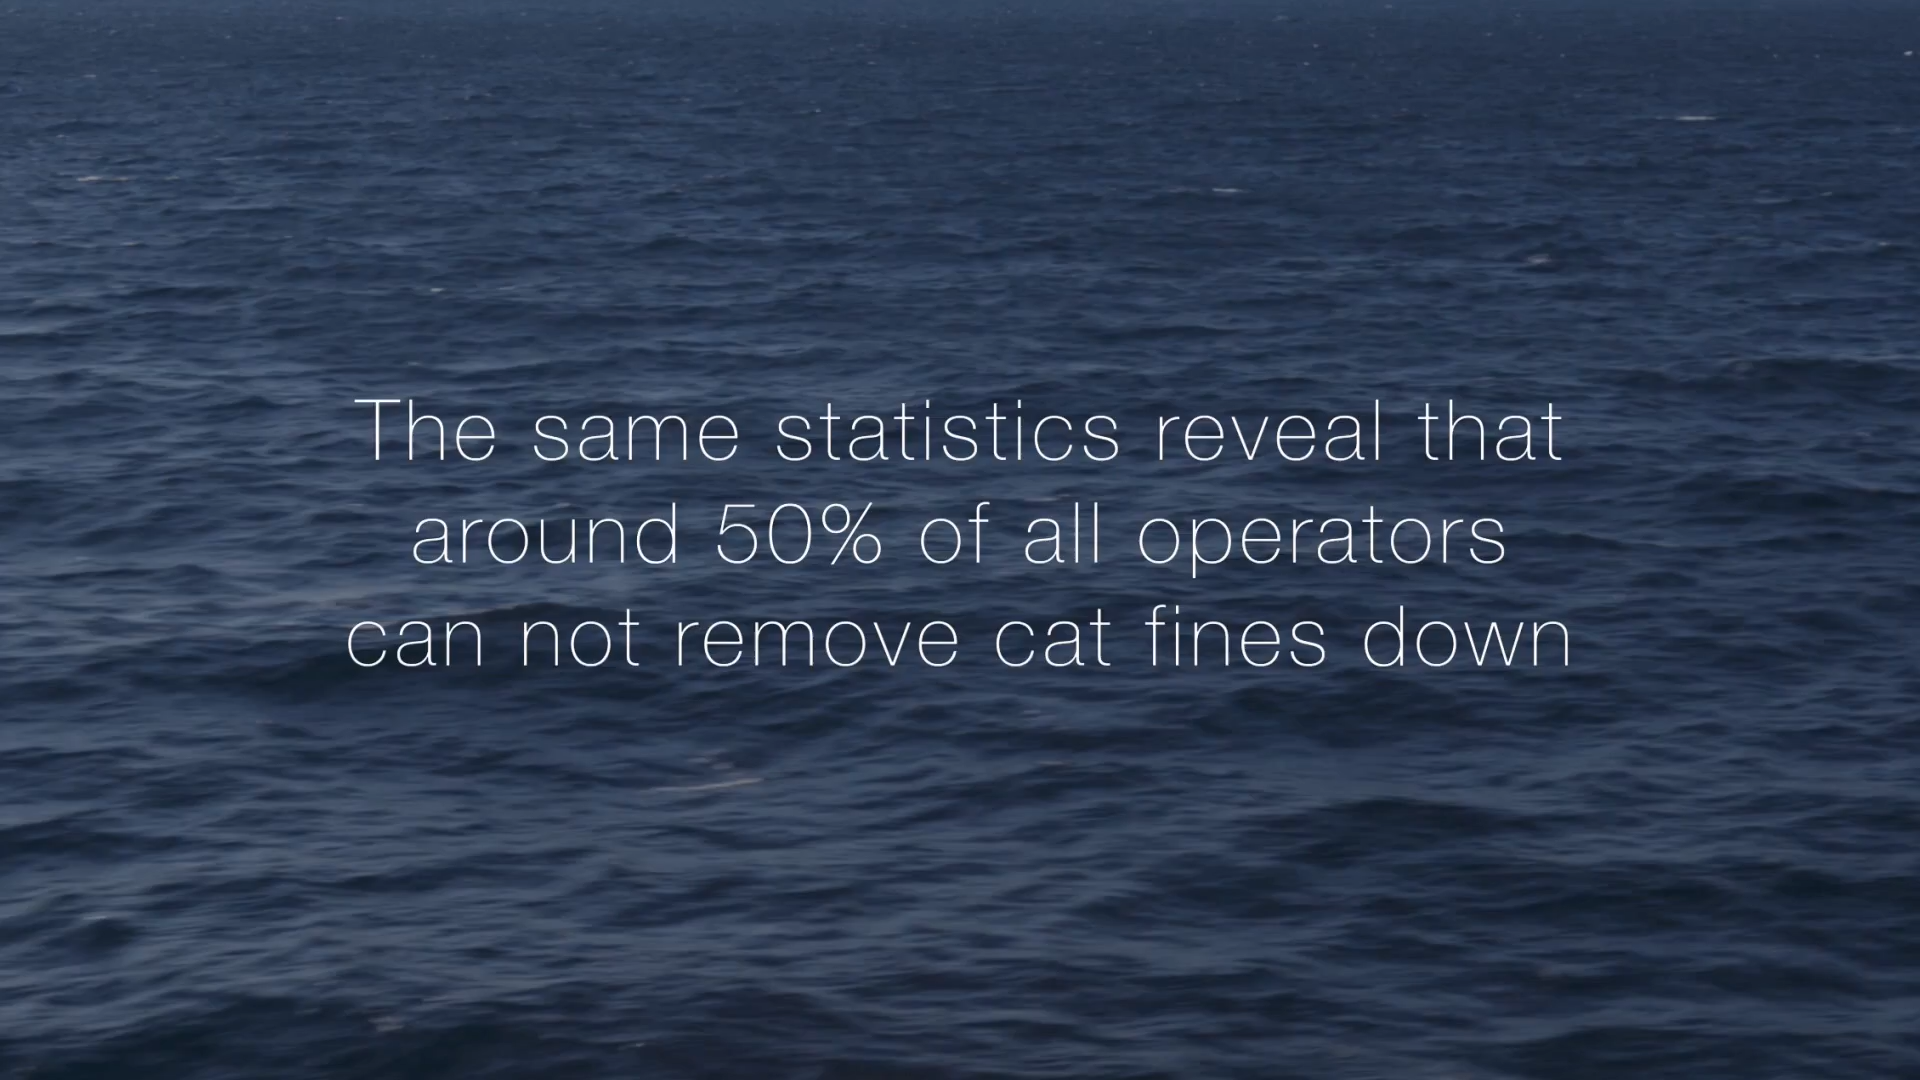 The same statistics reveal that
around 50% of all operators
can not remove cat fines down